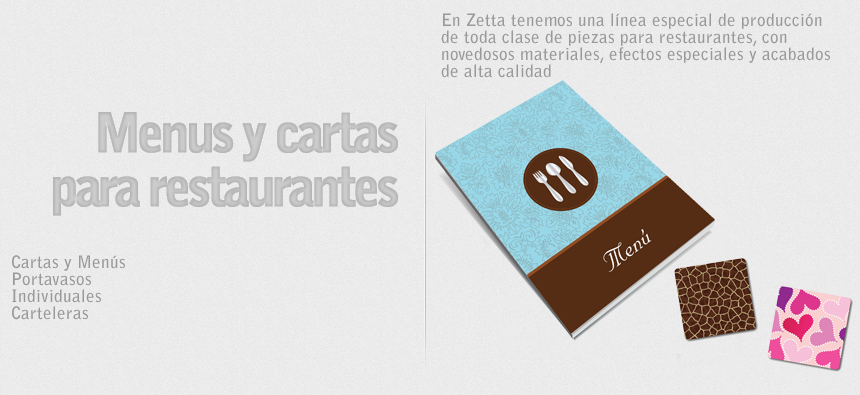 En Zetta tenemos una línea especial de producción
de toda clase de piezas para restaurantes, con
novedosos materiales, efectos especiales y acabados
de alta calidad
Menus y cartas
para restaurantes
Cartas y Menús
Portavasos
Individuales
Carteleras
Menú